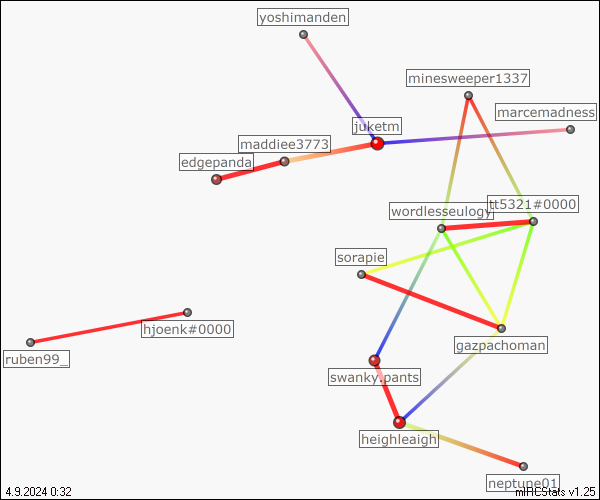 yoshimanden
minesweeper1337
marcemadness
juketm
maddiee3773
edgepanda
tt5321#0000
wordlesseulogy
sorapie
hjoenk#0000
gazpachoman
ruben99_
swanky.pants
heighleaigh
neptune01
4.9.2024 0:32
mIRCStats v1.25